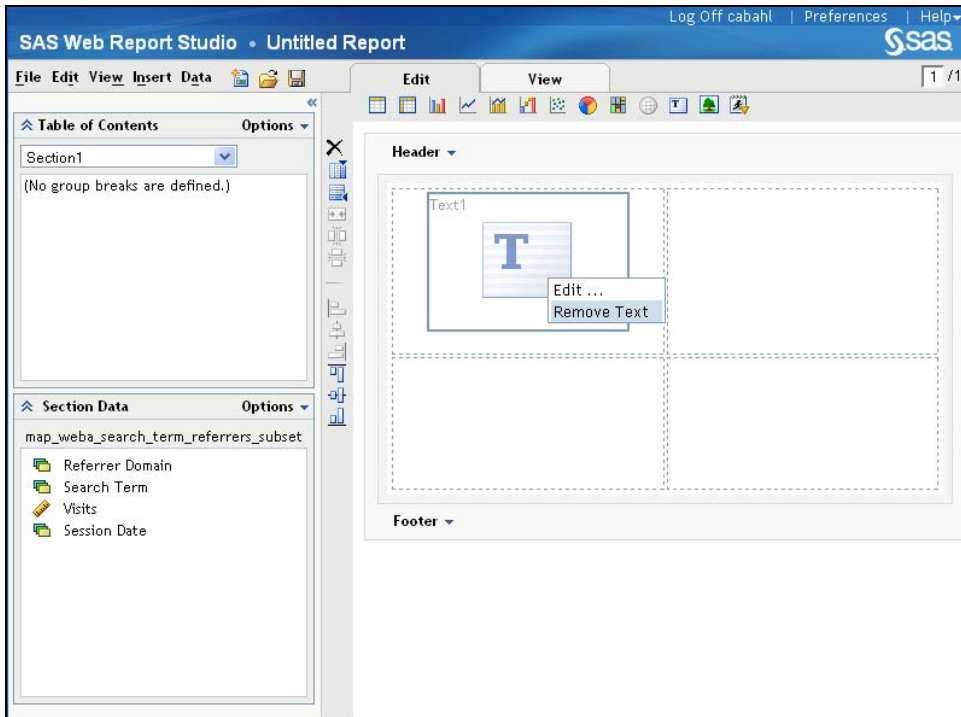 Log Off cabahl | Preferences | Help
SAS Web Report Studio • Untitled Report
sas
File Edit View Insert Data
Edit
View
1 /1
Table of Contents
Options
Section1
(No group breaks are defined.)
Header
Text1
T
Edit ...
Remove Text
Section Data
Options
map_weba_search_term_referrers_subset
Referrer Domain
Search Term
Visits
Session Date
Footer